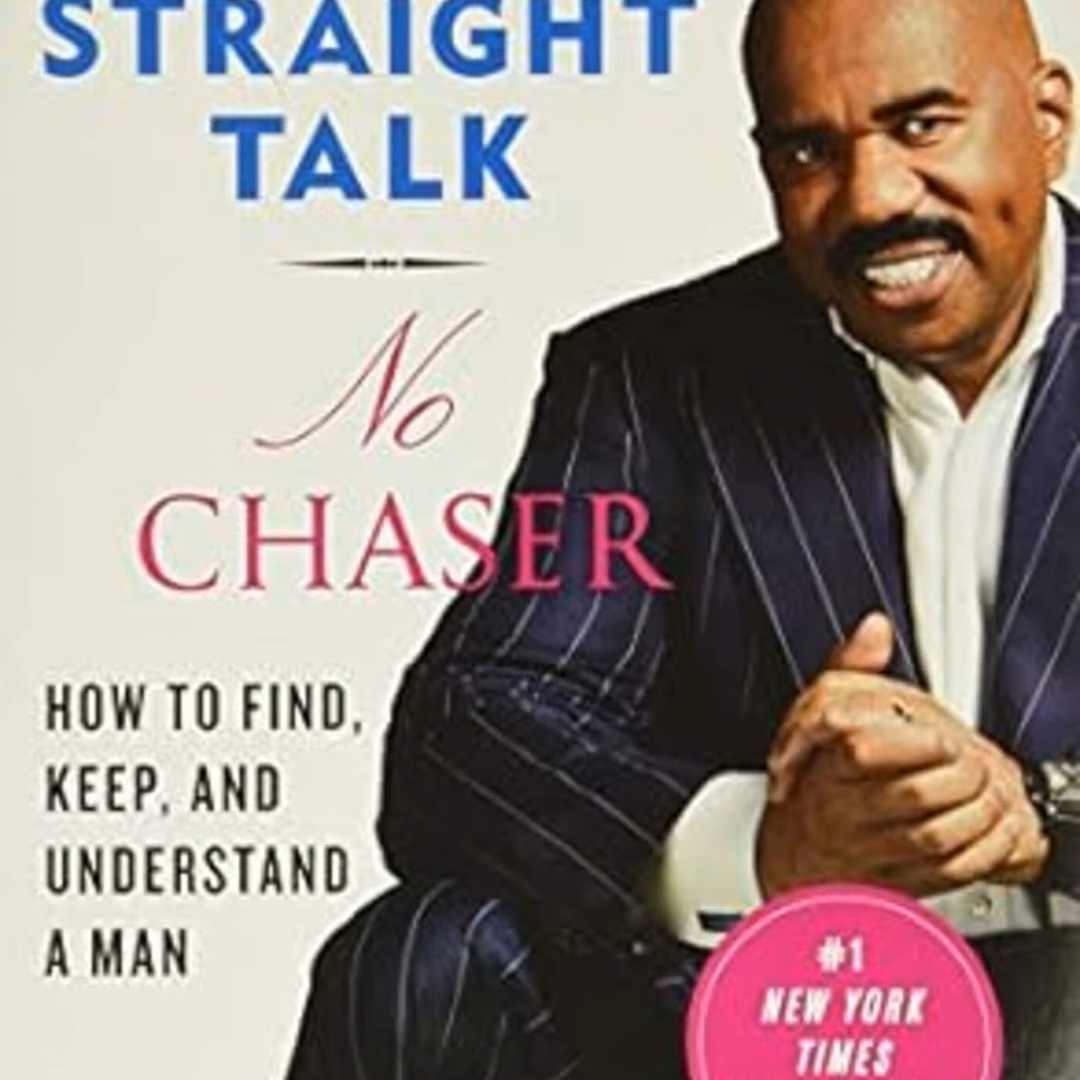 STRAIGHT
TALK
No
CHASER
HOW TO FIND,
KEEP, AND
UNDERSTAND
A MAN
#1
NEW YORK
TIMES